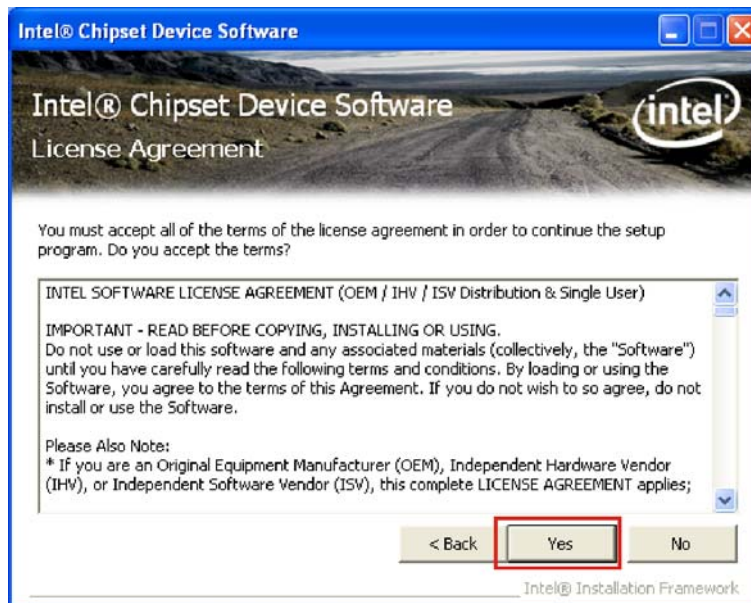 Intel® Chipset Device Software
Intel® Chipset Device Software
intel
License Agreement
You must accept all of the terms of the license agreement in order to continue the setup
program. Do you accept the terms?
INTEL SOFTWARE LICENSE AGREEMENT (OEM / IHV / ISV Distribution & Single User)
IMPORTANT - READ BEFORE COPYING, INSTALLING OR USING.
Do not use or load this software and any associated materials (collectively, the "Software")
until you have carefully read the following terms and conditions. By loading or using the
Software, you agree to the terms of this Agreement. If you do not wish to so agree, do not
install or use the Software.
Please Also Note:
* If you are an Original Equipment Manufacturer (OEM), Independent Hardware Vendor
(IHV), or Independent Software Vendor (ISV), this complete LICENSE AGREEMENT applies;
< Back Yes No
Intel® Installation Framework